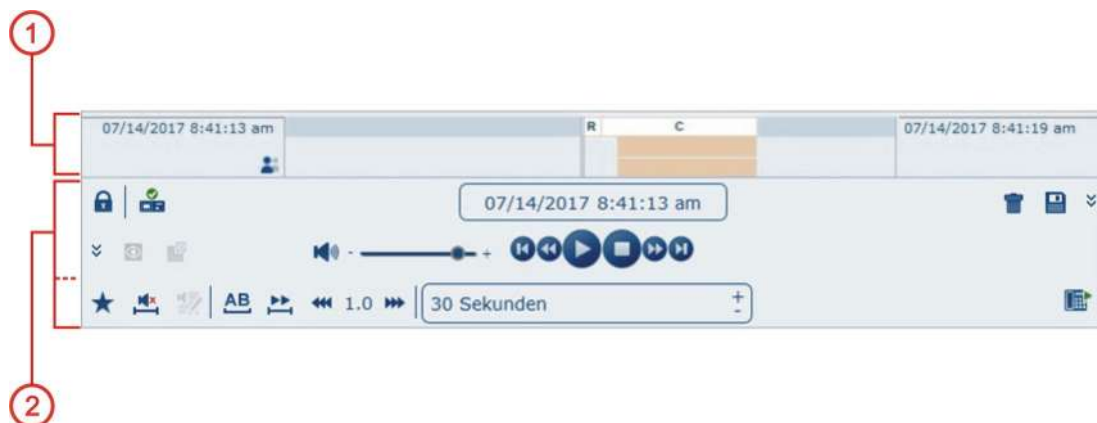 1
07/14/2017 8:41:13 am R C 07/14/2017 8:41:19 am
07/14/2017 8:41:13 am
- +
AB 1.0 30 Sekunden + -
2